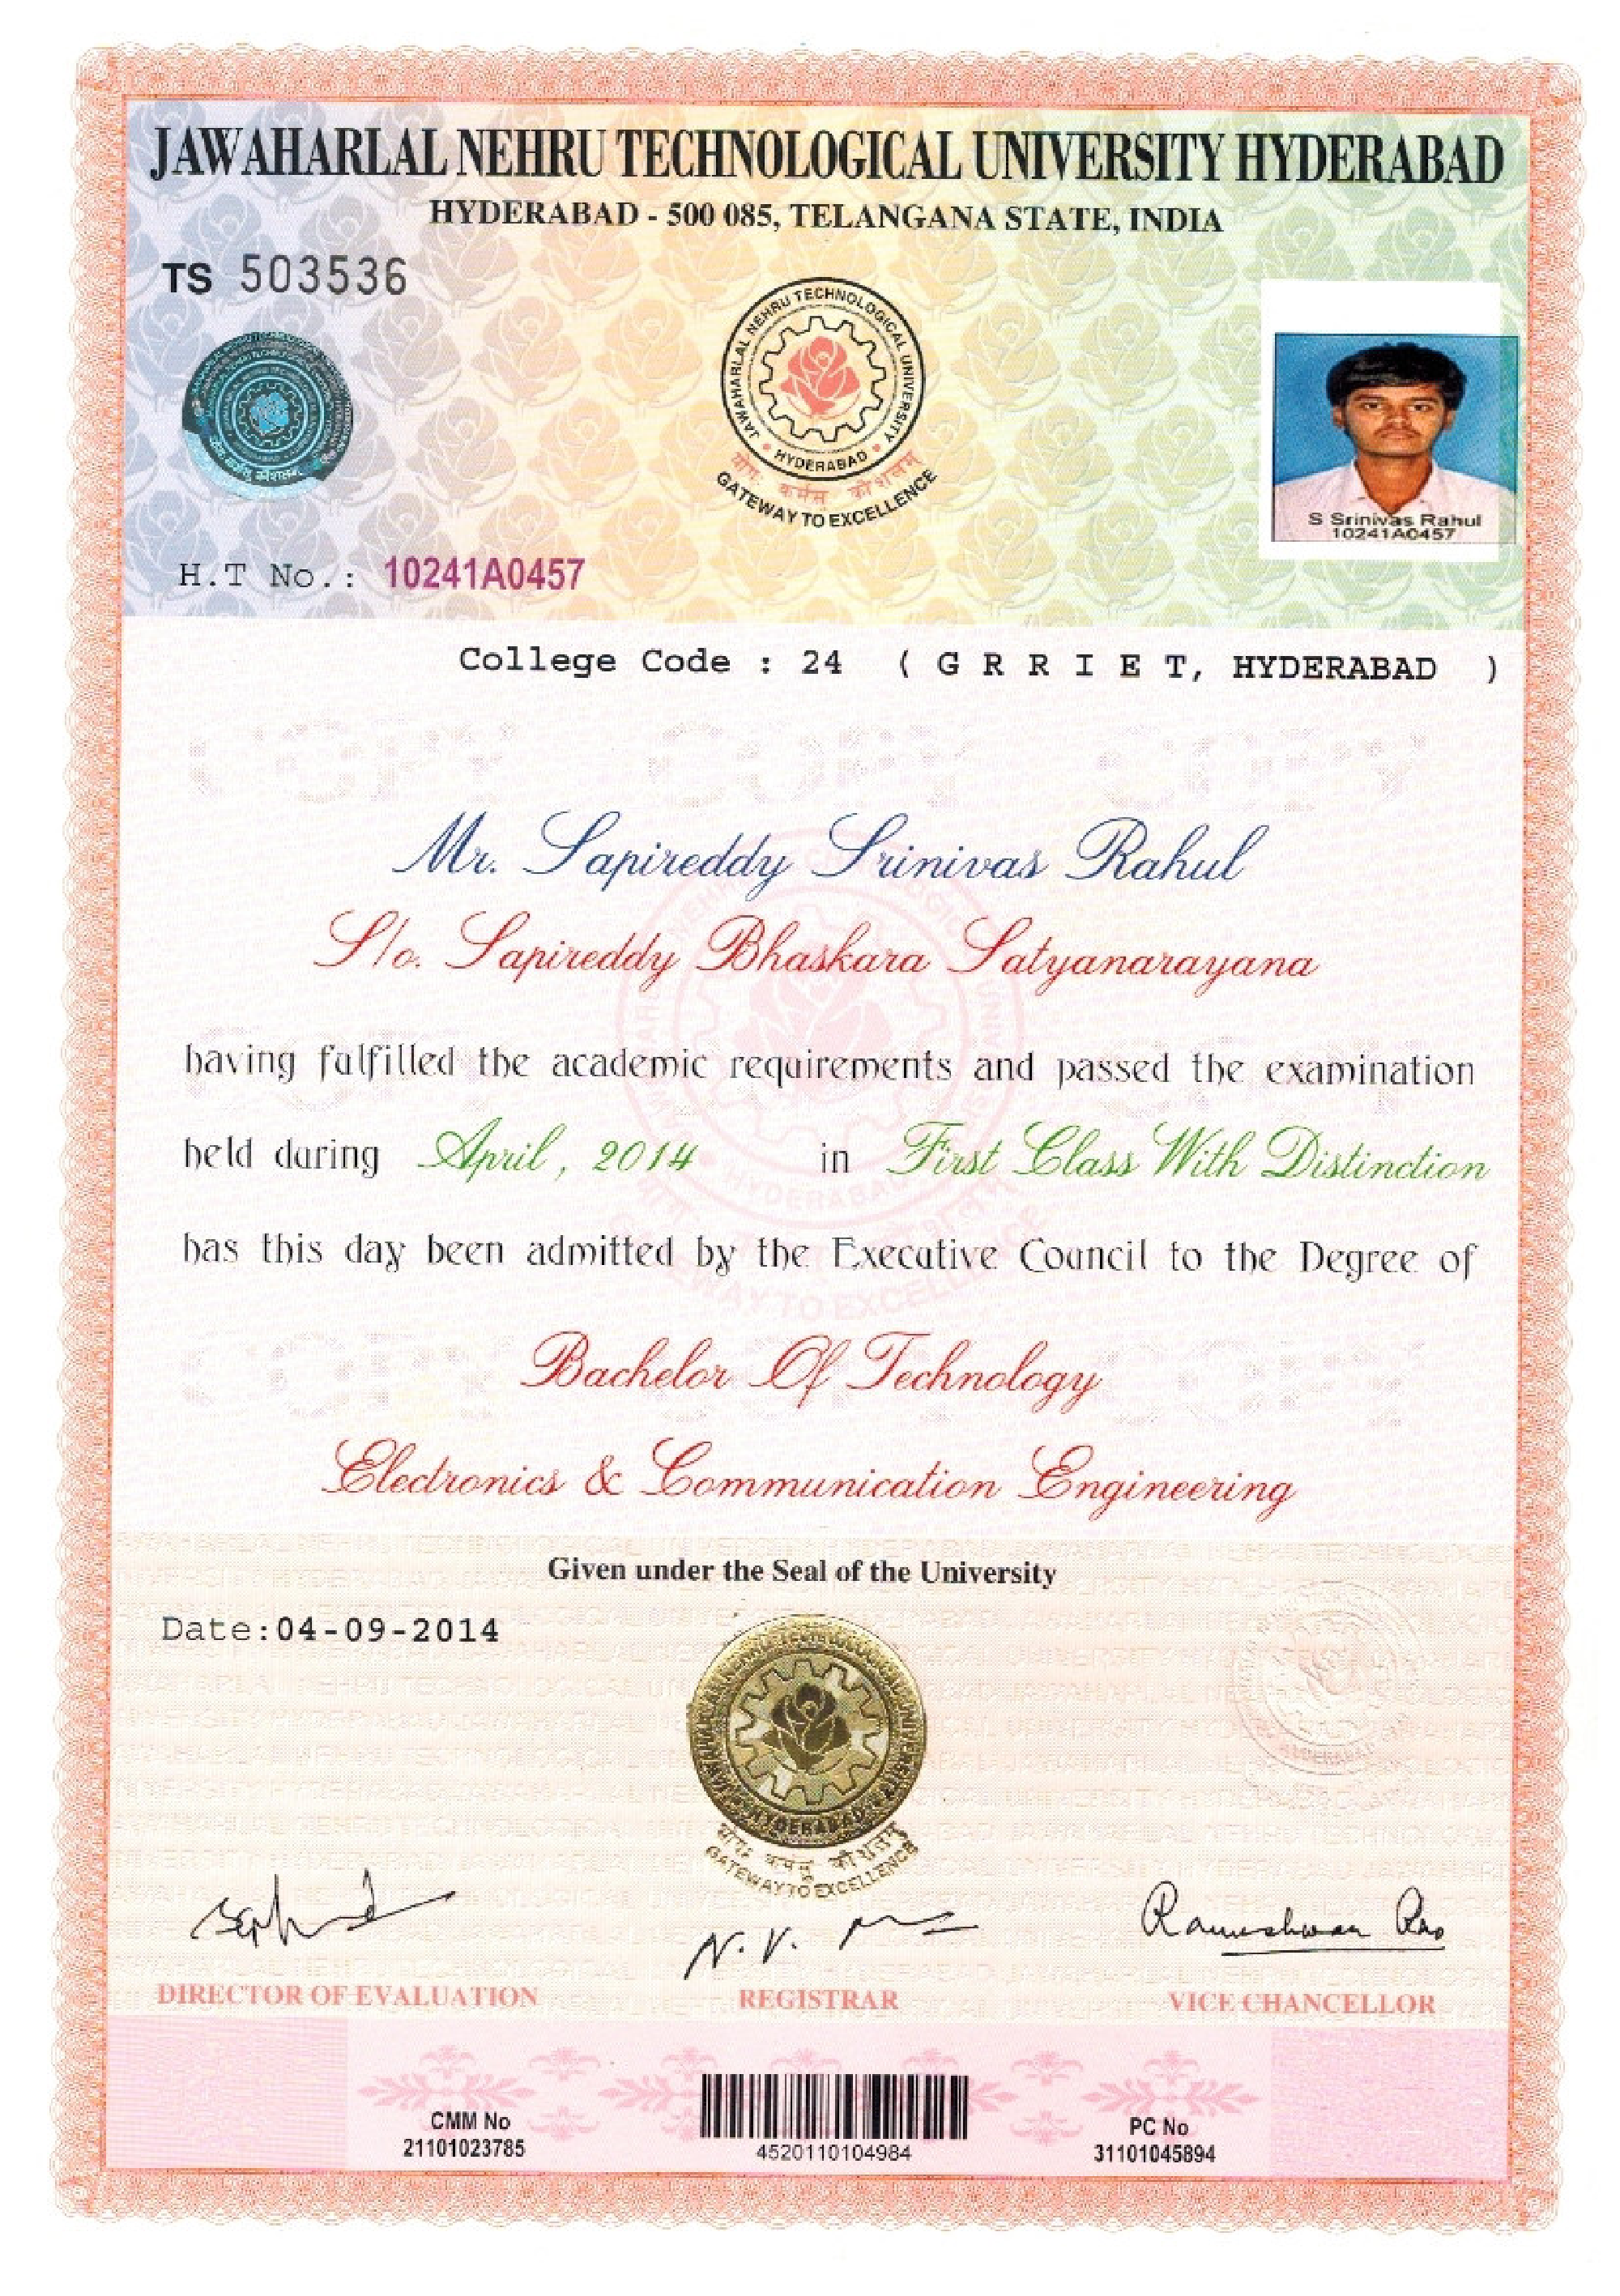 JAWAHARLAL NEHRU TECHNOLOGICAL UNIVERSITY HYDERABAD
HYDERABAD - 500 085, TELANGANA STATE, INDIA
TS 503536
JAWAHARLAL NEHRU TECHNOLOGICAL UNIVERSITY
HYDERABAD
GATEWAY TO EXCELLENCE
S Srinivas Rahul
10241A0457
H.T No.: 10241A0457
College Code : 24 ( G R R I E T, HYDERABAD )
COPY COPY COPY
Mr. Sapireddy Srinivas Rahul
S/o. Sapireddy Bhaskara Satyanarayana
having fulfilled the academic requirements and passed the examination
held during April, 2014 in First Class With Distinction
has this day been admitted by the Executive Council to the Degree of
Bachelor Of Technology
Electronics & Communication Engineering
Given under the Seal of the University
Date:04-09-2014
HYDERABAD
GATEWAY TO EXCELLENCE
N. V.
Rameshwar Rao
DIRECTOR OF EVALUATION
REGISTRAR
VICE CHANCELLOR
CMM No
21101023785
4520110104984
PC No
31101045894